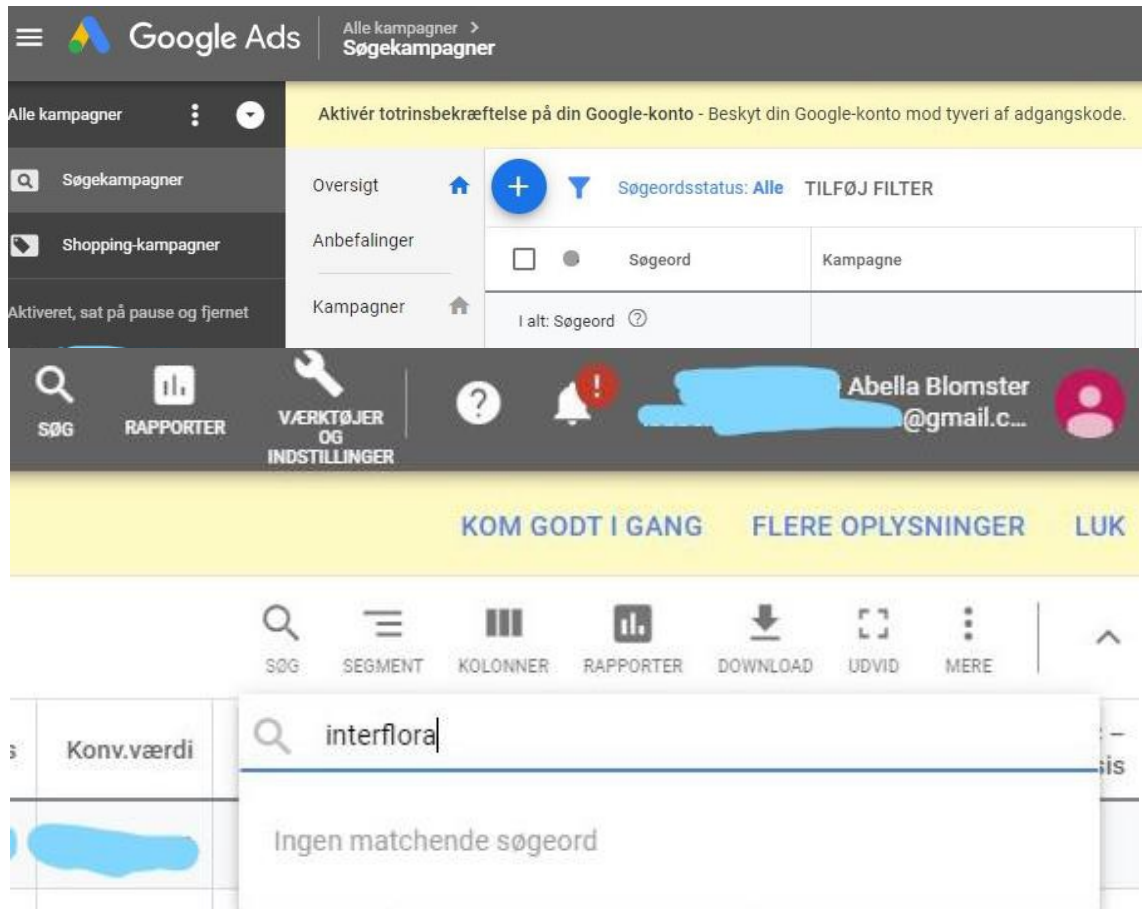 Google Ads
Alle kampagner >
Søgekampagner
Alle kampagner
Aktivér totrinsbekræftelse på din Google-konto - Beskyt din Google-konto mod tyveri af adgangskode.
Søgekampagner
Oversigt
+
Søgeordsstatus: Alle
TILFØJ FILTER
Shopping-kampagner
Anbefalinger
Søgeord
Kampagne
Aktiveret, sat på pause og fjernet
Kampagner
I alt: Søgeord ?
SØG
RAPPORTER
VÆRKTØJER
OG
INDSTILLINGER
?
!
Abella Blomster
@gmail.c...
KOM GODT I GANG
FLERE OPLYSNINGER
LUK
SØG
SEGMENT
KOLONNER
RAPPORTER
DOWNLOAD
UDVID
MERE
Konv.værdi
interflora
Ingen matchende søgeord